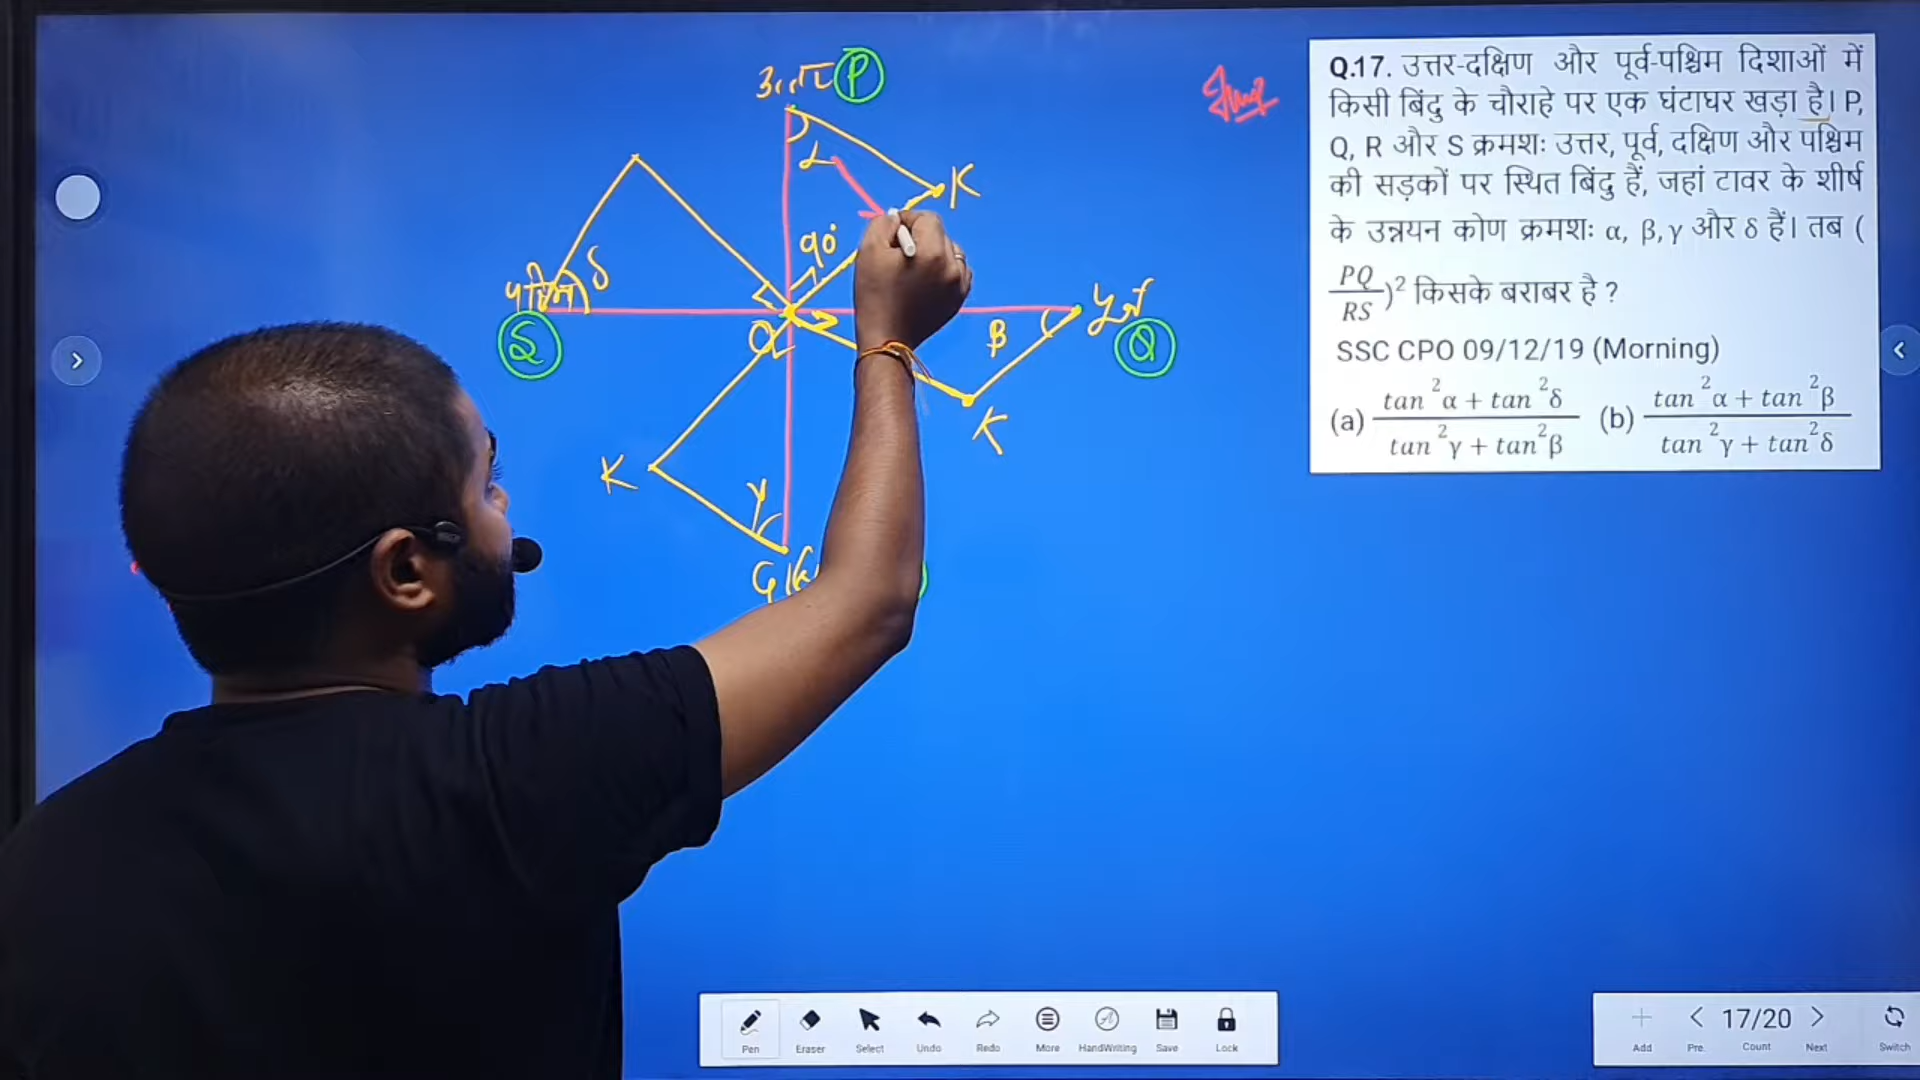 Q.17. उत्तर-दक्षिण और पूर्व-पश्चिम दिशाओं में
किसी बिंदु के चौराहे पर एक घंटाघर खड़ा है। P,
Q, R और S क्रमशः उत्तर, पूर्व, दक्षिण और पश्चिम
की सड़कों पर स्थित बिंदु हैं, जहां टावर के शीर्ष
के उन्नयन कोण क्रमशः α, β, γ और δ हैं। तब (
PQ/RS)² किसके बराबर है ?
SSC CPO 09/12/19 (Morning)
(a) tan²α + tan²δ / tan²γ + tan²β (b) tan²α + tan²β / tan²γ + tan²δ
P
α
K
90°
δ
पश्चिम
S
O
β
पूर्व
Q
K
K
γ
Pen Eraser Select Undo Redo More HandWriting Save Lock
Add Pre. 17/20 Count Next Switch